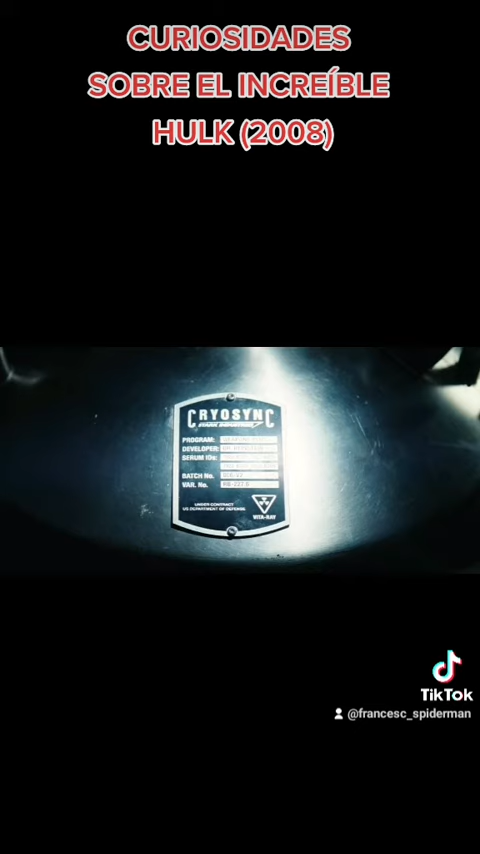 CURIOSIDADES
SOBRE EL INCREÍBLE
HULK (2008)
CRYOSYNC
STARK INDUSTRIES
PROGRAM:
DEVELOPER:
SERUM IDs:
BATCH No.
VAR. No.
UNDER CONTRACT
US DEPARTMENT OF DEFENSE
VITA-RAY
TikTok
@francesc_spiderman